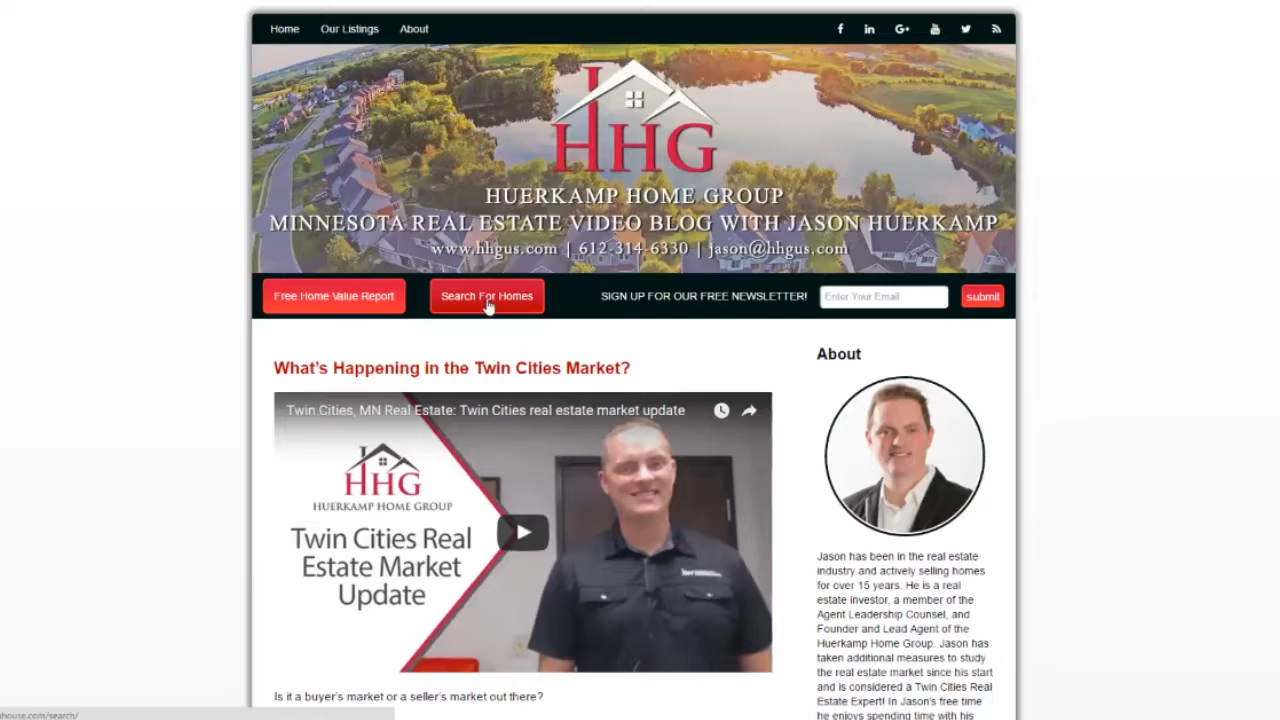 Home Our Listings About
HHG
HUERKAMP HOME GROUP
MINNESOTA REAL ESTATE VIDEO BLOG WITH JASON HUERKAMP
www.hhgus.com | 612-314-6330 | jason@hhgus.com
Free Home Value Report Search For Homes SIGN UP FOR OUR FREE NEWSLETTER! Enter Your Email submit
What's Happening in the Twin Cities Market?
Twin Cities, MN Real Estate: Twin Cities real estate market update
HHG
HUERKAMP HOME GROUP
Twin Cities Real
Estate Market
Update
Is it a buyer's market or a seller's market out there?
About
Jason has been in the real estate
industry and actively selling homes
for over 15 years. He is a real
estate investor, a member of the
Agent Leadership Counsel, and
Founder and Lead Agent of the
Huerkamp Home Group. Jason has
taken additional measures to study
the real estate market since his start
and is considered a Twin Cities Real
Estate Expert! In Jason's free time
he enjoys spending time with his
house.com/search/